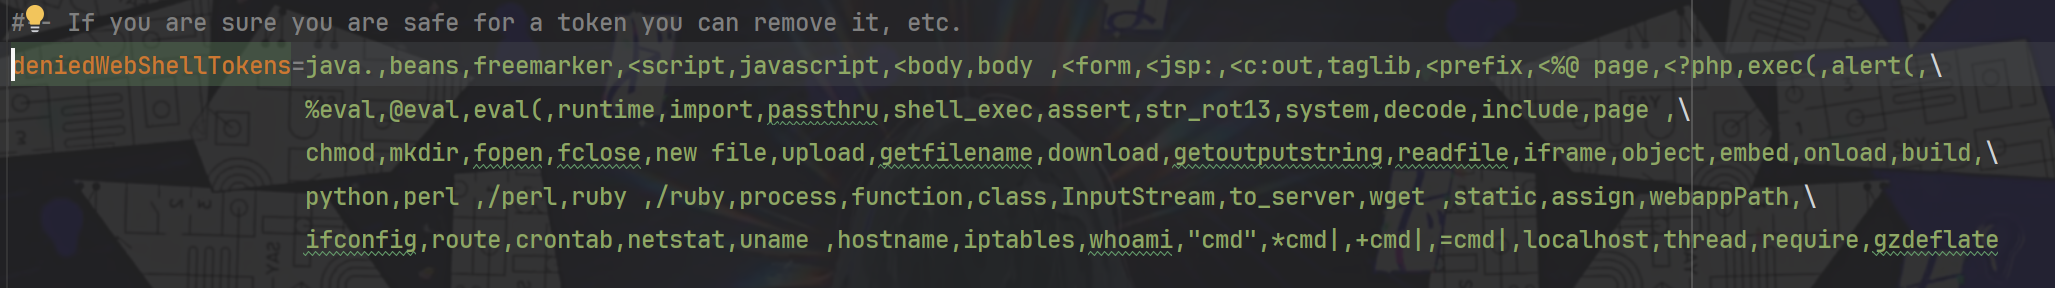 #-- If you are sure you are safe for a token you can remove it, etc.
deniedWebShellTokens=java.,beans,freemarker,<script,javascript,<body,body ,<form,<jsp:,<c:out,taglib,<prefix,<%@ page,<?php,exec(,alert(,\
%eval,@eval,eval(,runtime,import,passthru,shell_exec,assert,str_rot13,system,decode,include,page ,\
chmod,mkdir,fopen,fclose,new file,upload,getfilename,download,getoutputstring,readfile,iframe,object,embed,onload,build,\
python,perl ,/perl,ruby ,/ruby,process,function,class,InputStream,to_server,wget ,static,assign,webappPath,\
ifconfig,route,crontab,netstat,uname ,hostname,iptables,whoami,"cmd",*cmd|,+cmd|,=cmd|,localhost,thread,require,gzdeflate